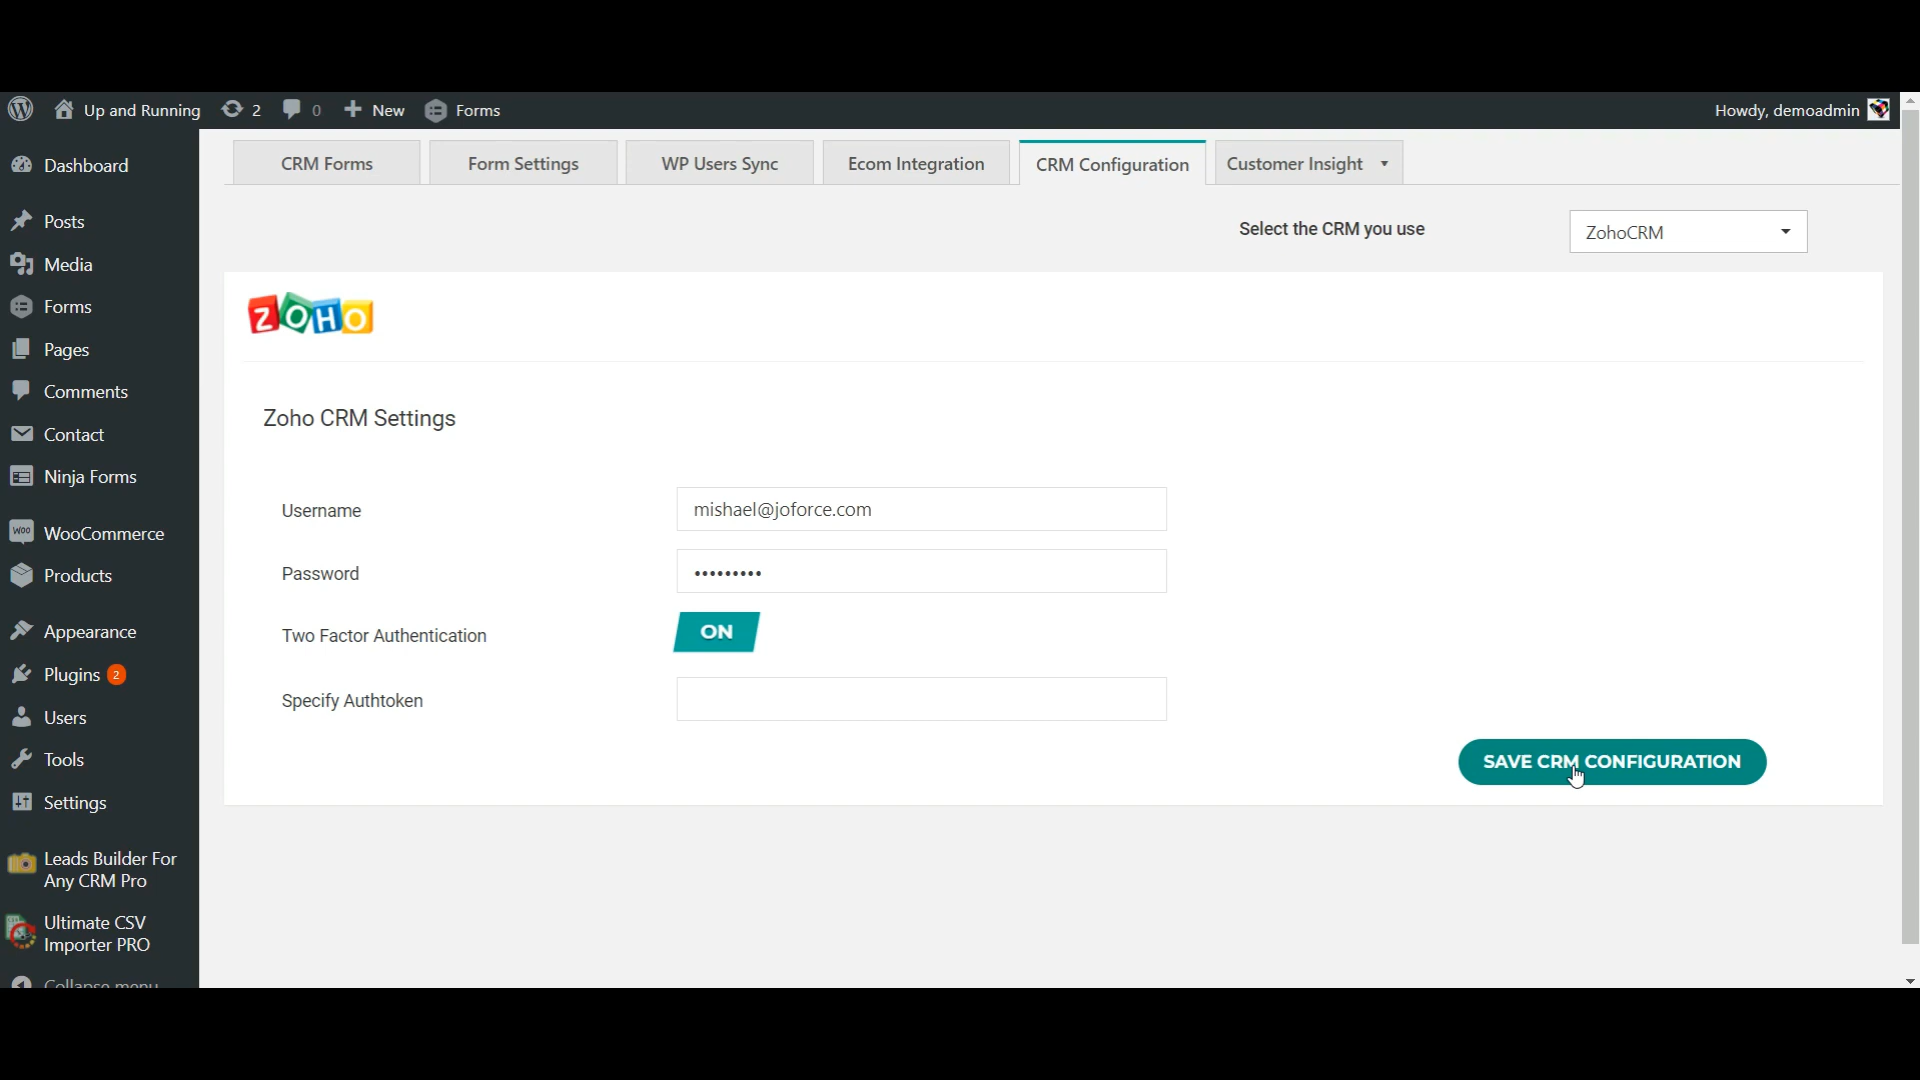 Up and Running 2 0 New Forms Howdy, demoadmin
Dashboard
Posts
Media
Forms
Pages
Comments
Contact
Ninja Forms
WOO WooCommerce
Products
Appearance
Plugins 2
Users
Tools
Settings
Leads Builder For
Any CRM Pro
Ultimate CSV
Importer PRO
Collapse menu
CRM Forms Form Settings WP Users Sync Ecom Integration CRM Configuration Customer Insight
Select the CRM you use ZohoCRM
ZOHO
Zoho CRM Settings
Username mishael@joforce.com
Password •••••••••
Two Factor Authentication ON
Specify Authtoken
SAVE CRM CONFIGURATION